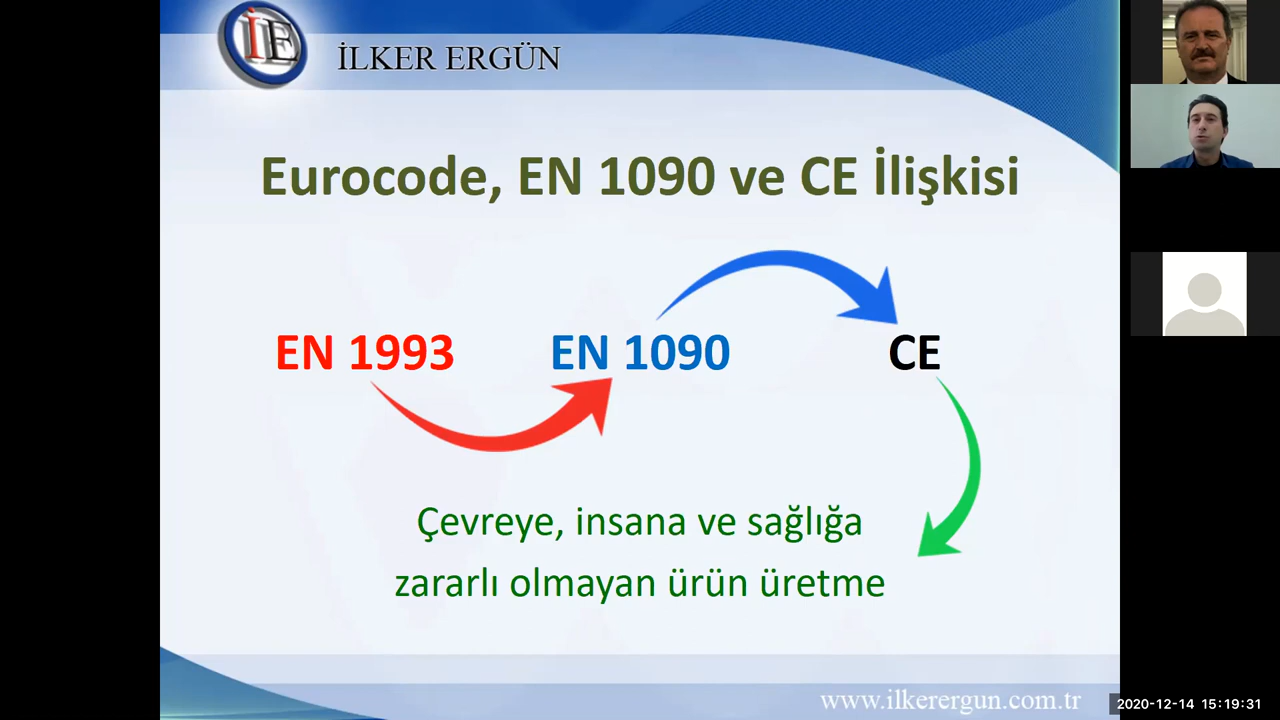 İE
İLKER ERGÜN
Eurocode, EN 1090 ve CE İlişkisi
EN 1993
EN 1090
CE
Çevreye, insana ve sağlığa
zararlı olmayan ürün üretme
www.ilkerergun.com.tr
2020-12-14 15:19:31